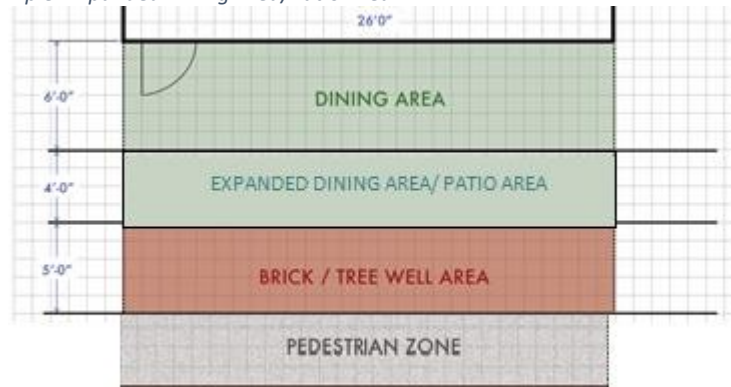 26'0"
DINING AREA
6'-0"
EXPANDED DINING AREA/ PATIO AREA
4'-0"
BRICK / TREE WELL AREA
5'-0"
PEDESTRIAN ZONE